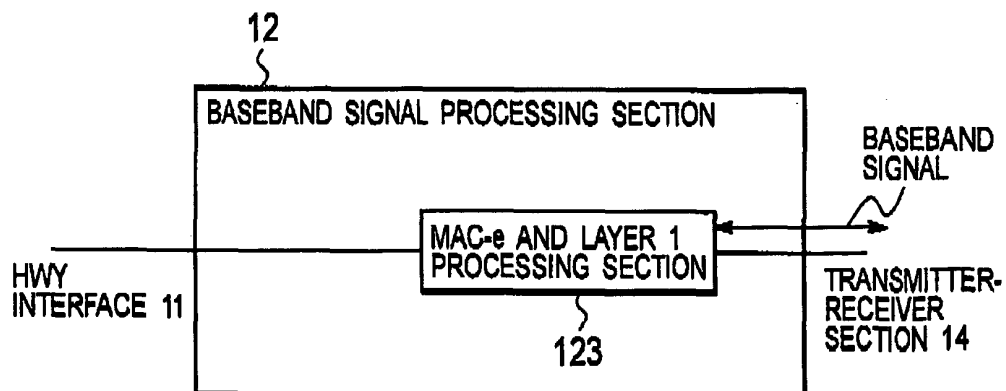 12
BASEBAND SIGNAL PROCESSING SECTION
BASEBAND
SIGNAL
MAC-e AND LAYER 1
PROCESSING SECTION
HWY
INTERFACE 11
123
TRANSMITTER-
RECEIVER
SECTION 14